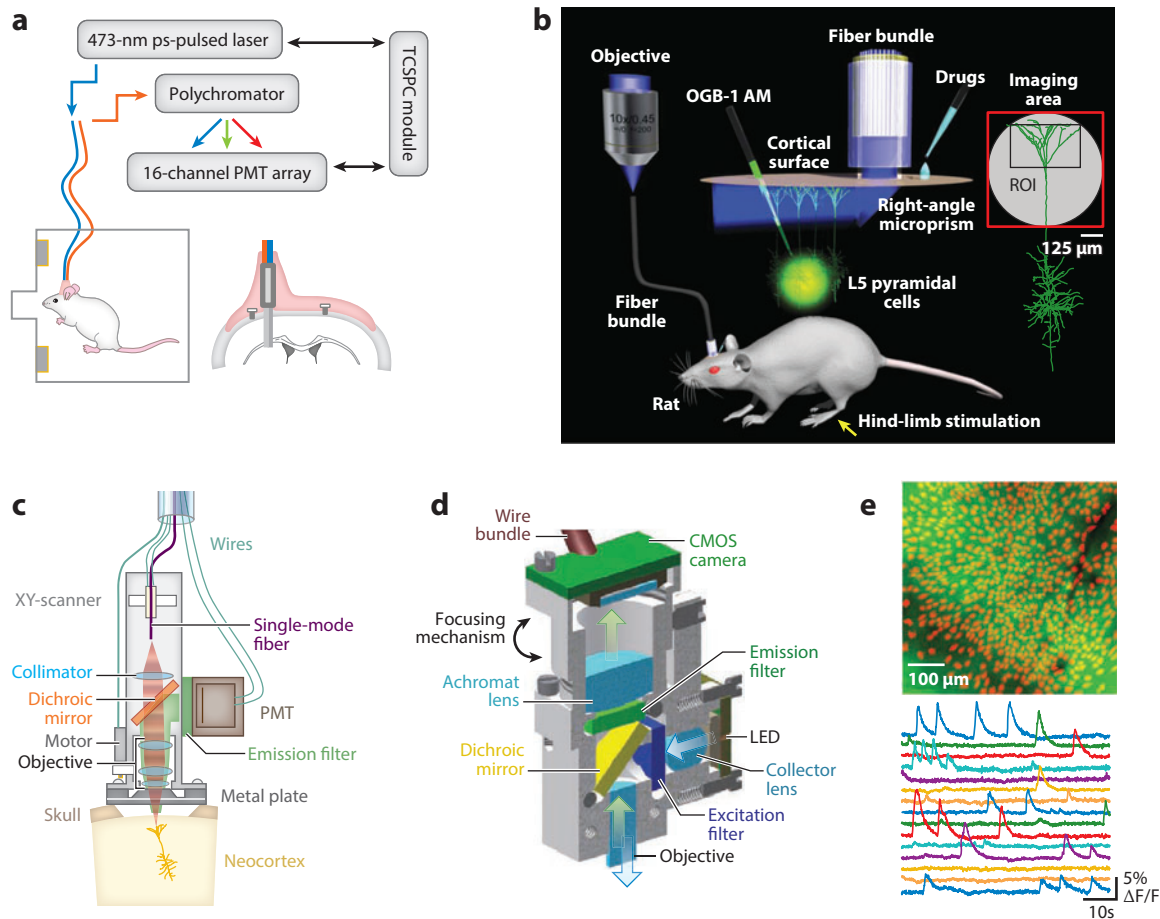 a
473-nm ps-pulsed laser
Polychromator
16-channel PMT array
TCSPC module
b
Objective
10x/0.45
Fiber bundle
OGB-1 AM
Drugs
Cortical
surface
Imaging
area
ROI
125 μm
Right-angle
microprism
L5 pyramidal
cells
Fiber
bundle
Rat
Hind-limb stimulation
c
Wires
XY-scanner
Single-mode
fiber
Collimator
Dichroic
mirror
PMT
Motor
Emission filter
Objective
Metal plate
Skull
Neocortex
d
Wire
bundle
CMOS
camera
Focusing
mechanism
Emission
filter
Achromat
lens
LED
Dichroic
mirror
Collector
lens
Excitation
filter
Objective
e
100 μm
5%
ΔF/F
10s